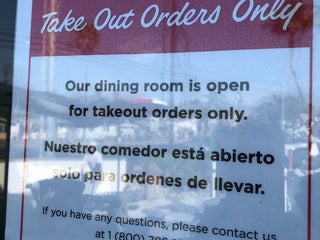 Take Out Orders Only
Our dining room is open
for takeout orders only.
Nuestro comedor está abierto
solo para ordenes de llevar.
If you have any questions, please contact us
at 1 (800)